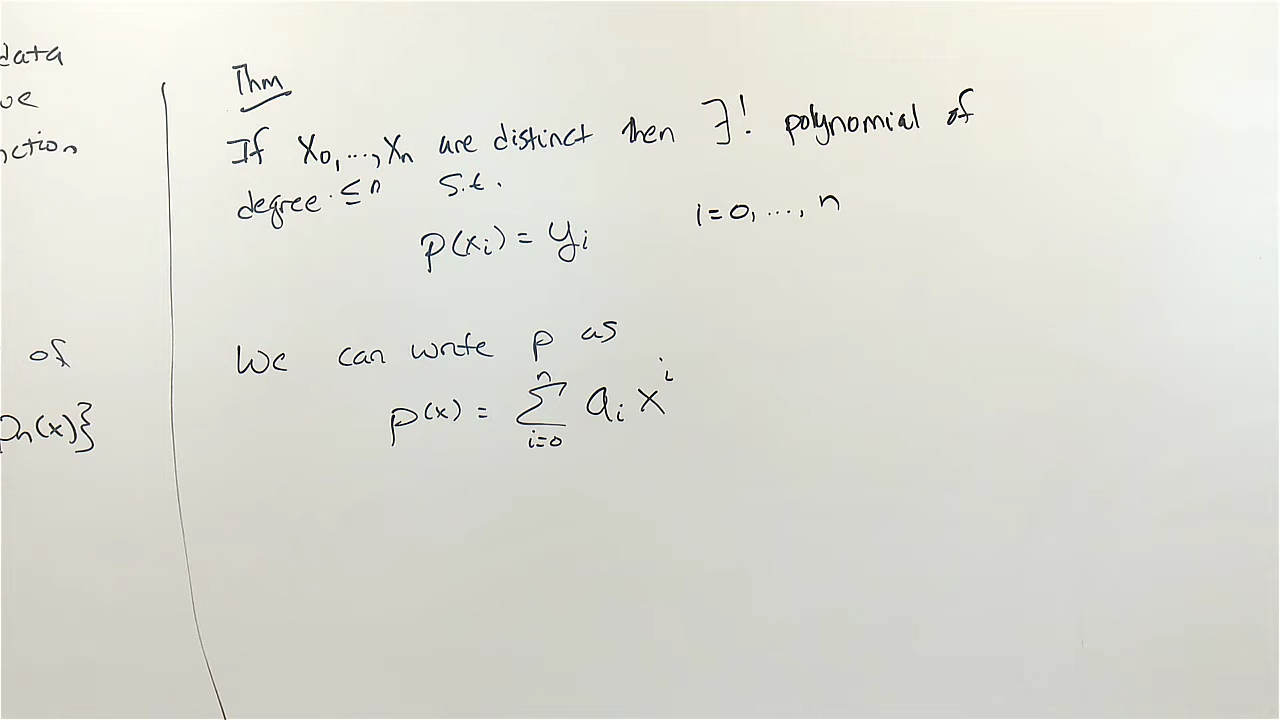 data
nction
of
Pn(x)}
Thm
If x₀,...,xₙ are distinct then ∃! polynomial of
degree ≤ n s.t.
p(xᵢ) = yᵢ i=0, ..., n
We can write p as
p(x) = ∑ᵢ₌₀ⁿ aᵢ xⁱ